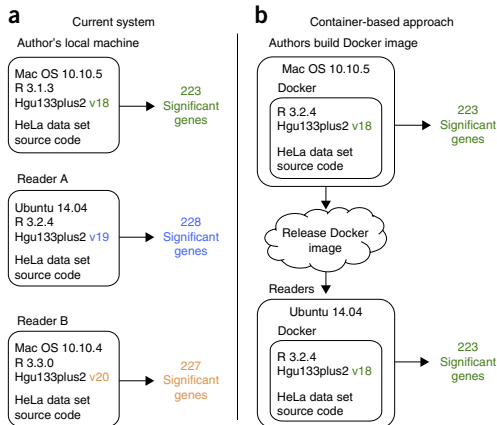 a
Current system
Author's local machine
Mac OS 10.10.5
R 3.1.3
Hgu133plus2 v18
HeLa data set
source code
223
Significant
genes
Reader A
Ubuntu 14.04
R 3.2.4
Hgu133plus2 v19
HeLa data set
source code
228
Significant
genes
Reader B
Mac OS 10.10.4
R 3.3.0
Hgu133plus2 v20
HeLa data set
source code
227
Significant
genes
b
Container-based approach
Authors build Docker image
Mac OS 10.10.5
Docker
R 3.2.4
Hgu133plus2 v18
HeLa data set
source code
223
Significant
genes
Release Docker
image
Readers
Ubuntu 14.04
Docker
R 3.2.4
Hgu133plus2 v18
HeLa data set
source code
223
Significant
genes